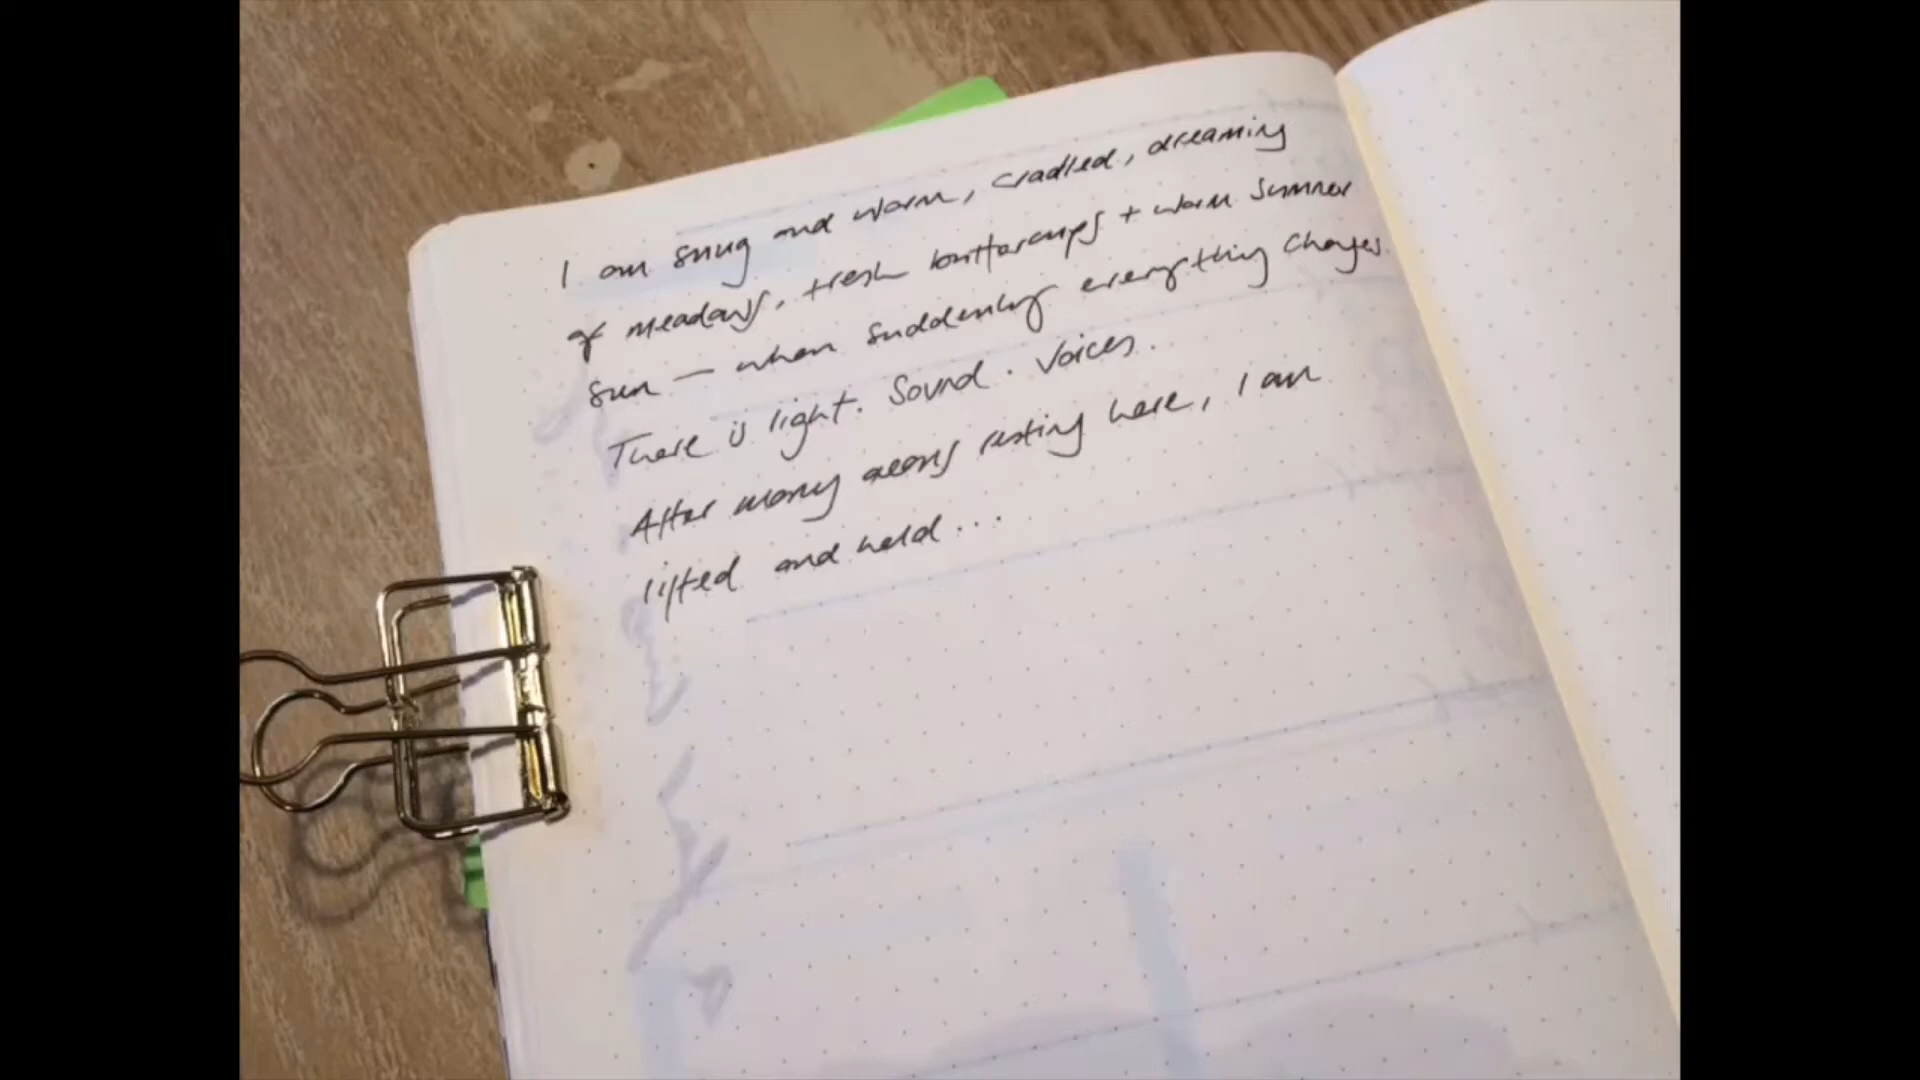 I am snug and warm, cradled, dreaming
of meadows, fresh buttercups + warm summer
sun — when suddenly everything changes.
There is light. Sound. Voices.
After many aeons resting here, I am
lifted and held...